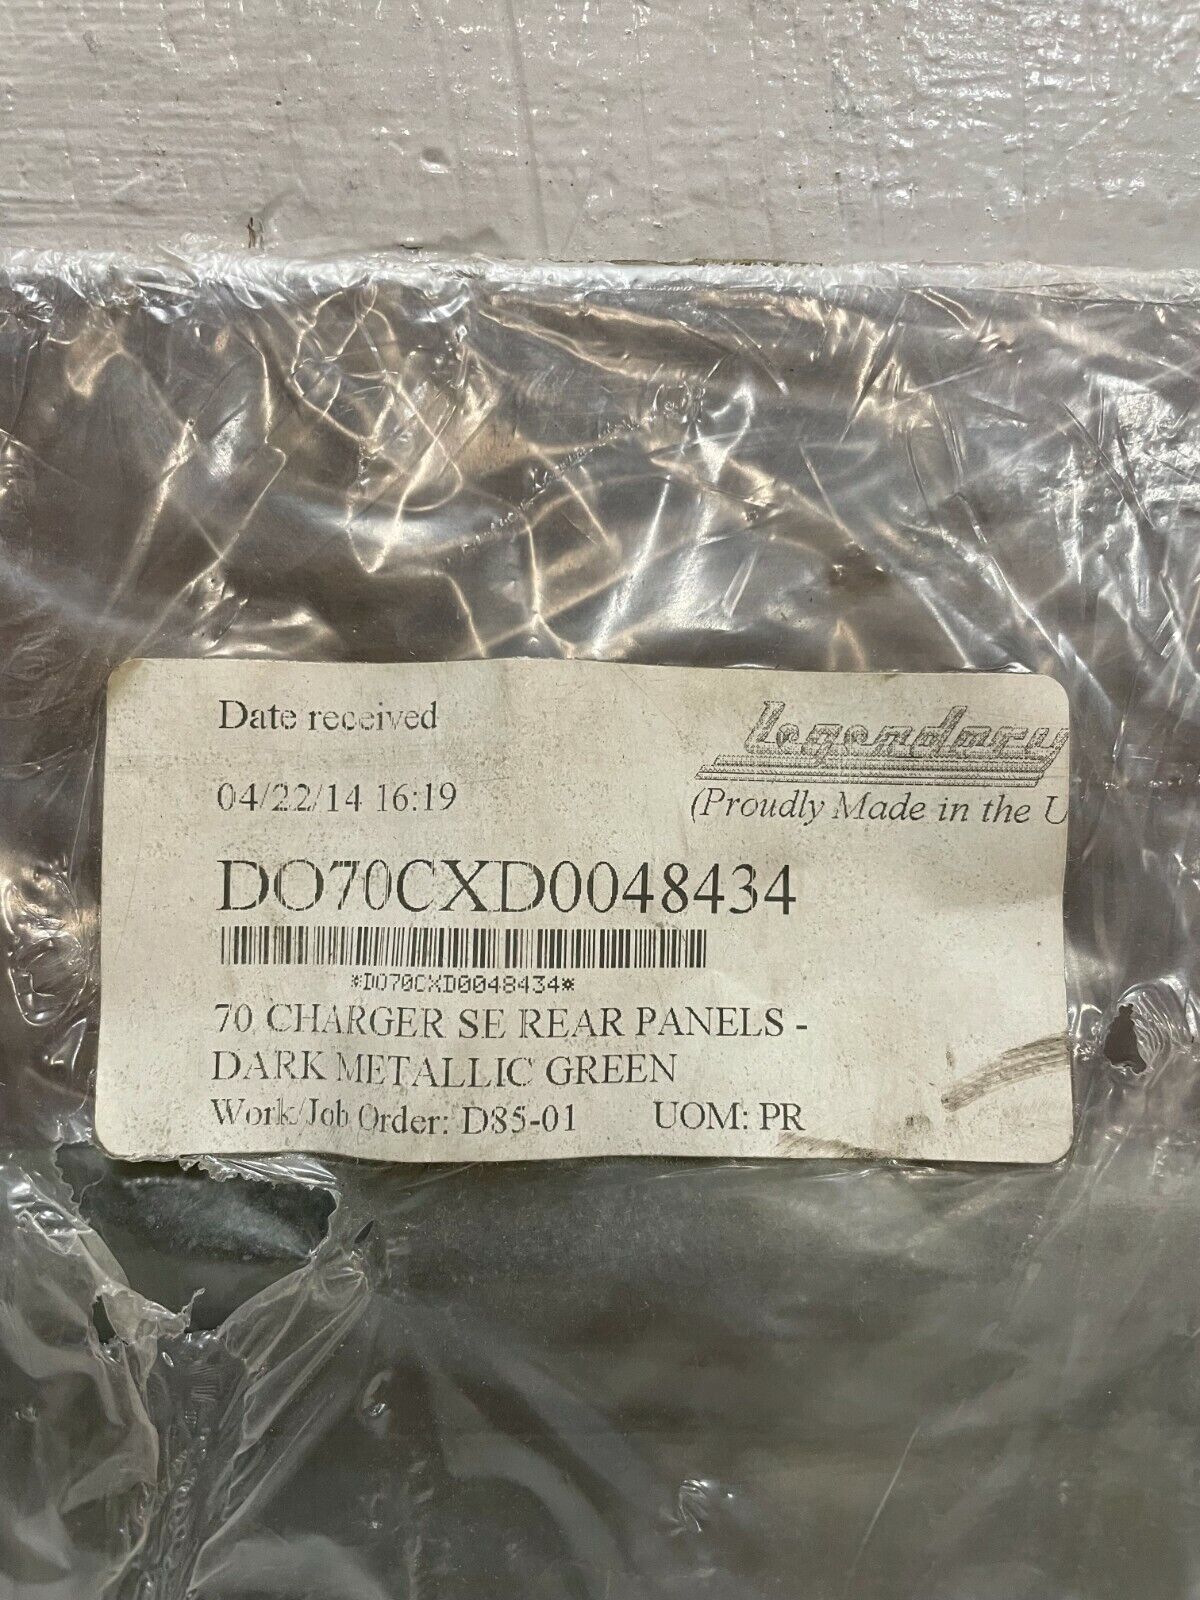 Date received
Legendary
04/22/14 16:19
(Proudly Made in the U
DO70CXD0048434
*DO70CXD0048434*
70 CHARGER SE REAR PANELS -
DARK METALLIC GREEN
Work/Job Order: D85-01 UOM: PR